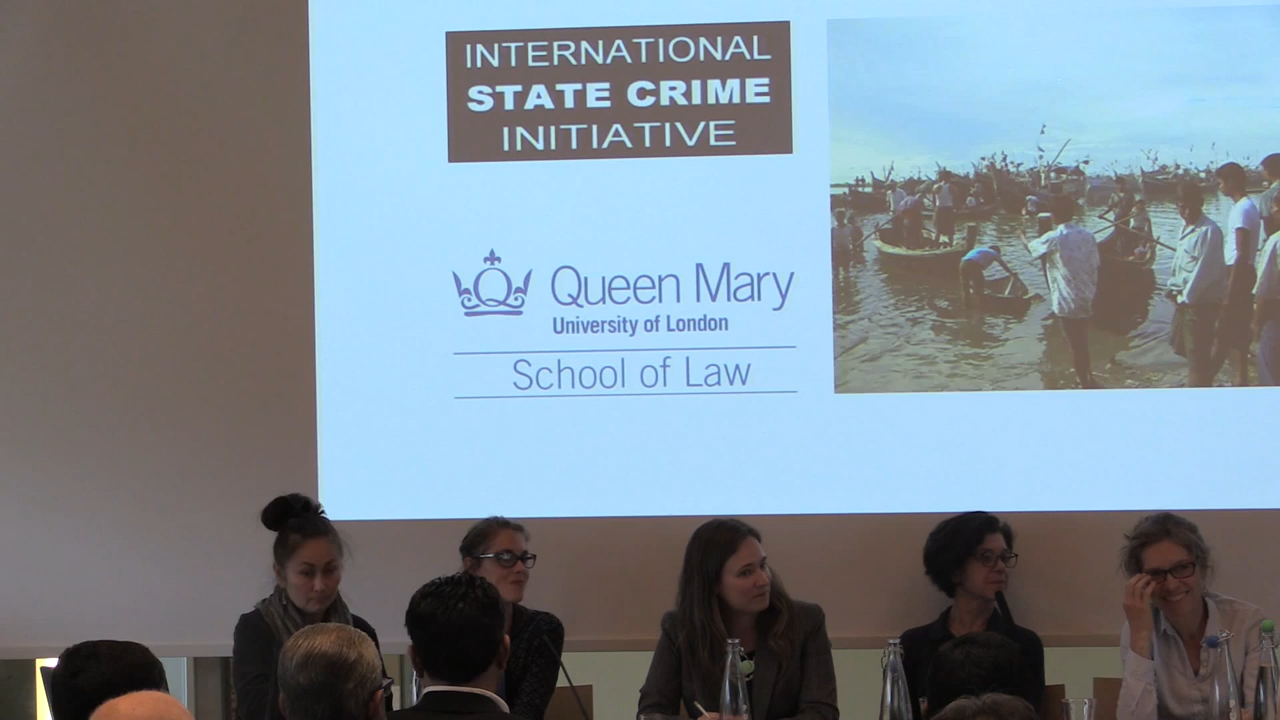 INTERNATIONAL
STATE CRIME
INITIATIVE
Queen Mary
University of London
School of Law